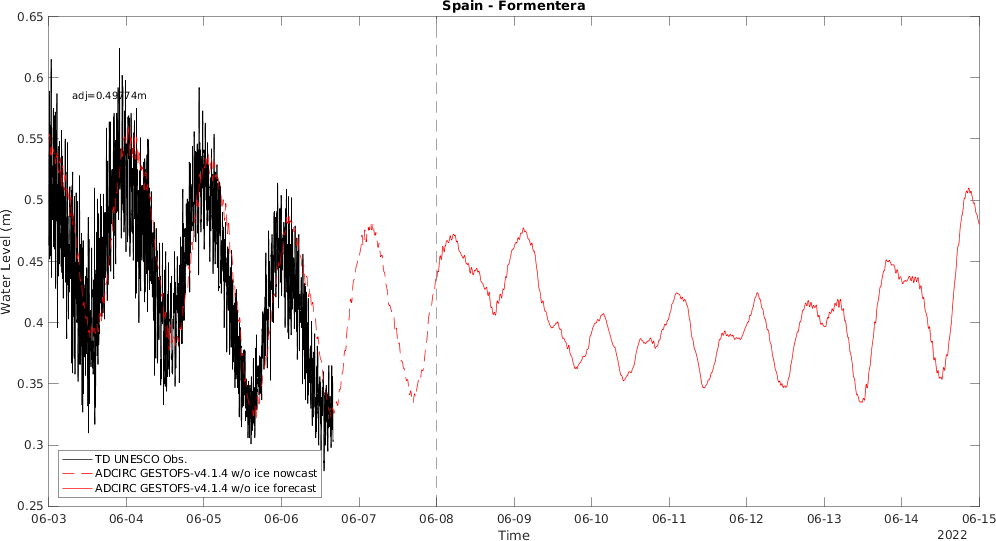 Spain - Formentera
0.65
0.6
0.55
0.5
0.45
0.4
0.35
0.3
0.25
Water Level (m)
adj=0.49774m
TD UNESCO Obs.
ADCIRC GESTOFS-v4.1.4 w/o ice nowcast
ADCIRC GESTOFS-v4.1.4 w/o ice forecast
06-03 06-04 06-05 06-06 06-07 06-08 06-09 06-10 06-11 06-12 06-13 06-14 06-15
Time
2022